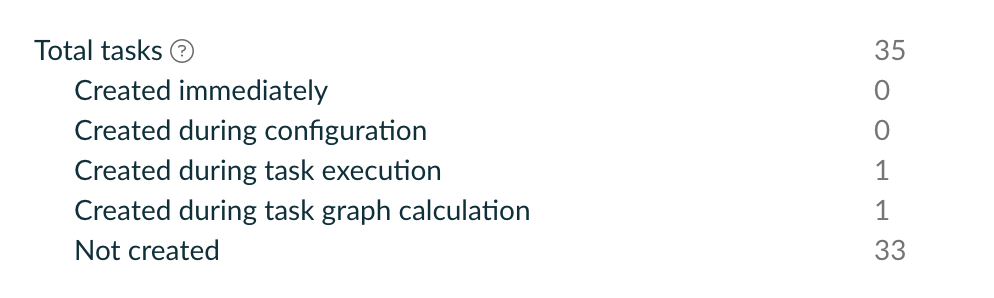 Total tasks ? 35
Created immediately 0
Created during configuration 0
Created during task execution 1
Created during task graph calculation 1
Not created 33